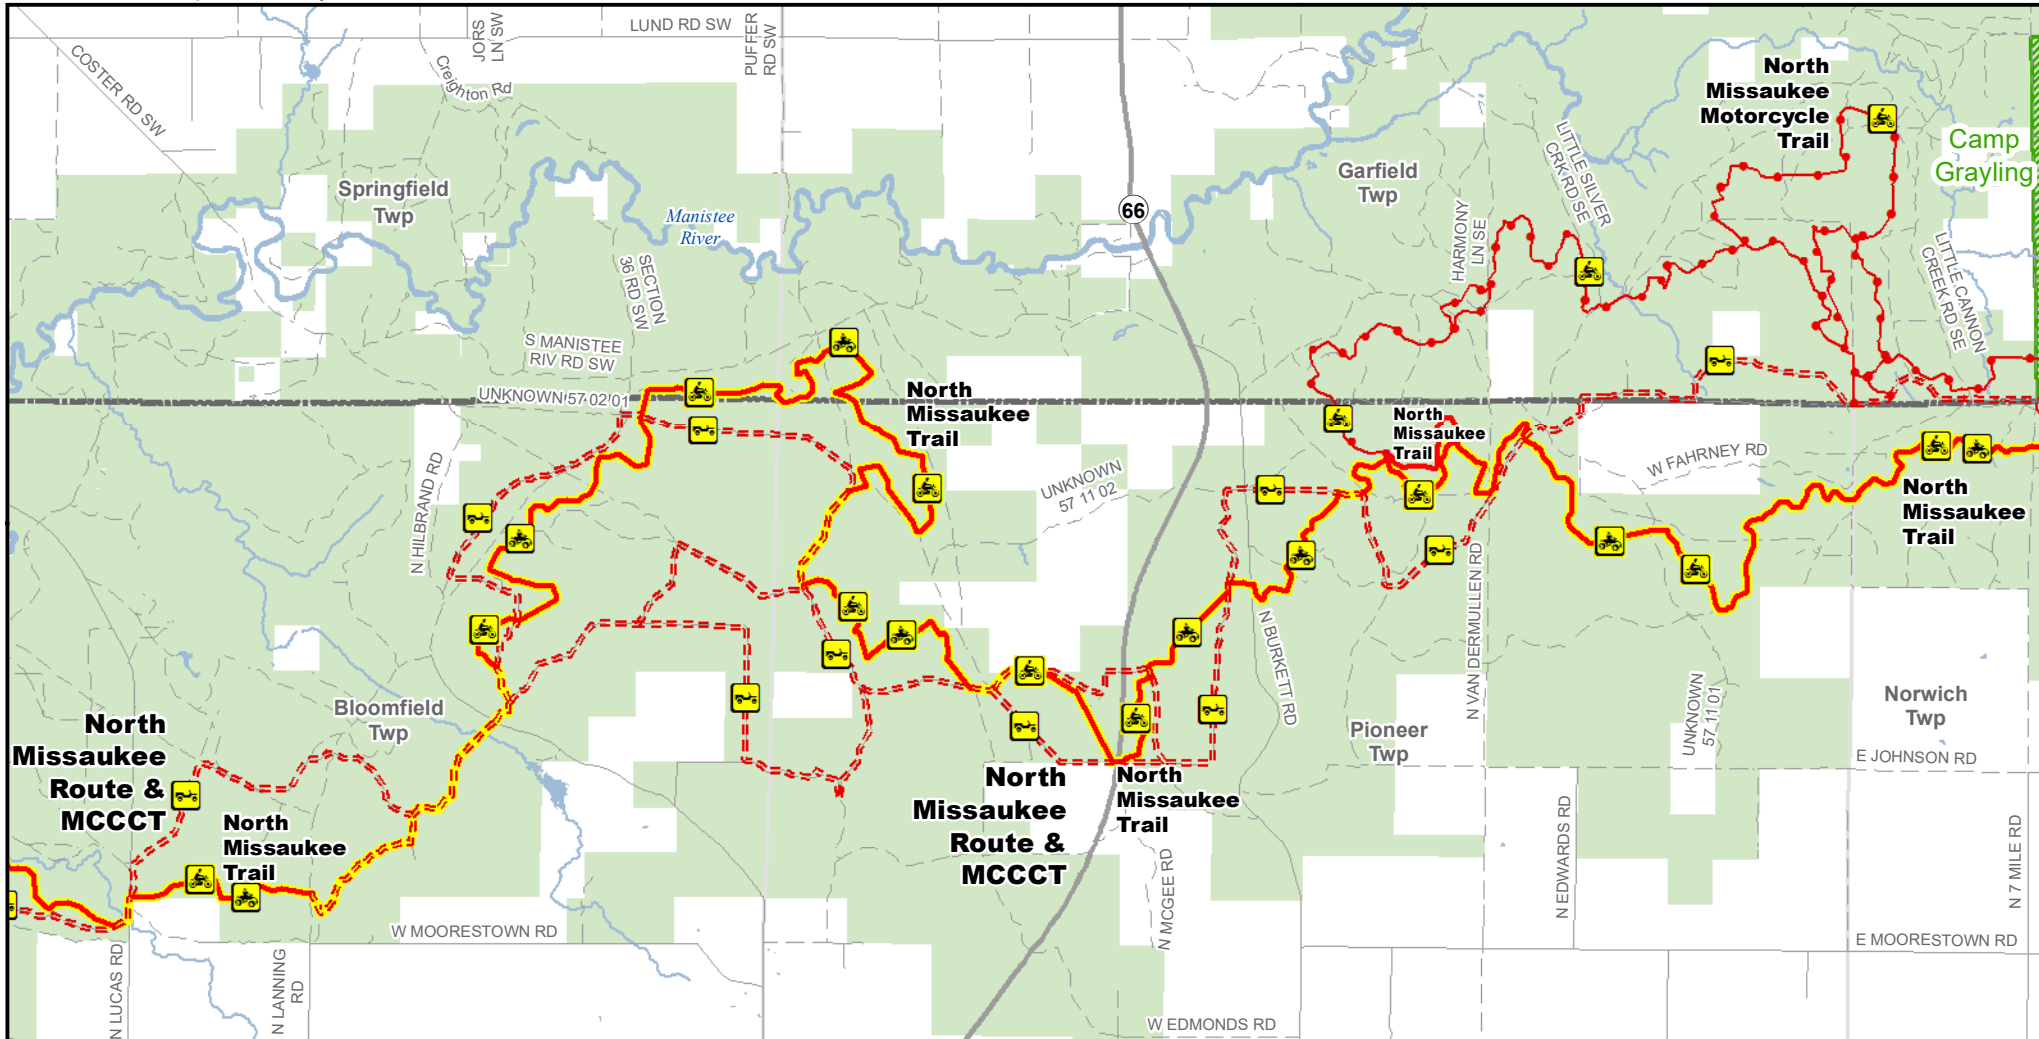 LUND RD SW
JORS
LN SW
PUFFER
RD SW
COSTER RD SW
Creighton Rd
North
Missaukee
Motorcycle
Trail
Camp
Grayling
LITTLE SILVER
CRK RD SE
Springfield
Twp
Garfield
Twp
Manistee
River
66
HARMONY
LN SE
LITTLE CANNON
CREEK RD SE
SECTION
36 RD SW
S MANISTEE
RIV RD SW
UNKNOWN 57 02 01
North
Missaukee
Trail
North
Missaukee
Trail
W FAHRNEY RD
N HILBRAND RD
UNKNOWN
57 11 02
North
Missaukee
Trail
N VAN DERMULLEN RD
N BURKETT RD
Bloomfield
Twp
North
Missaukee
Route &
MCCCT
Pioneer
Twp
UNKNOWN
57 11 01
Norwich
Twp
E JOHNSON RD
North
Missaukee
Route &
MCCCT
North
Missaukee
Trail
North
Missaukee
Trail
N EDWARDS RD
N 7 MILE RD
N MCGEE RD
W MOORESTOWN RD
E MOORESTOWN RD
N LUCAS RD
N LANNING
RD
W EDMONDS RD